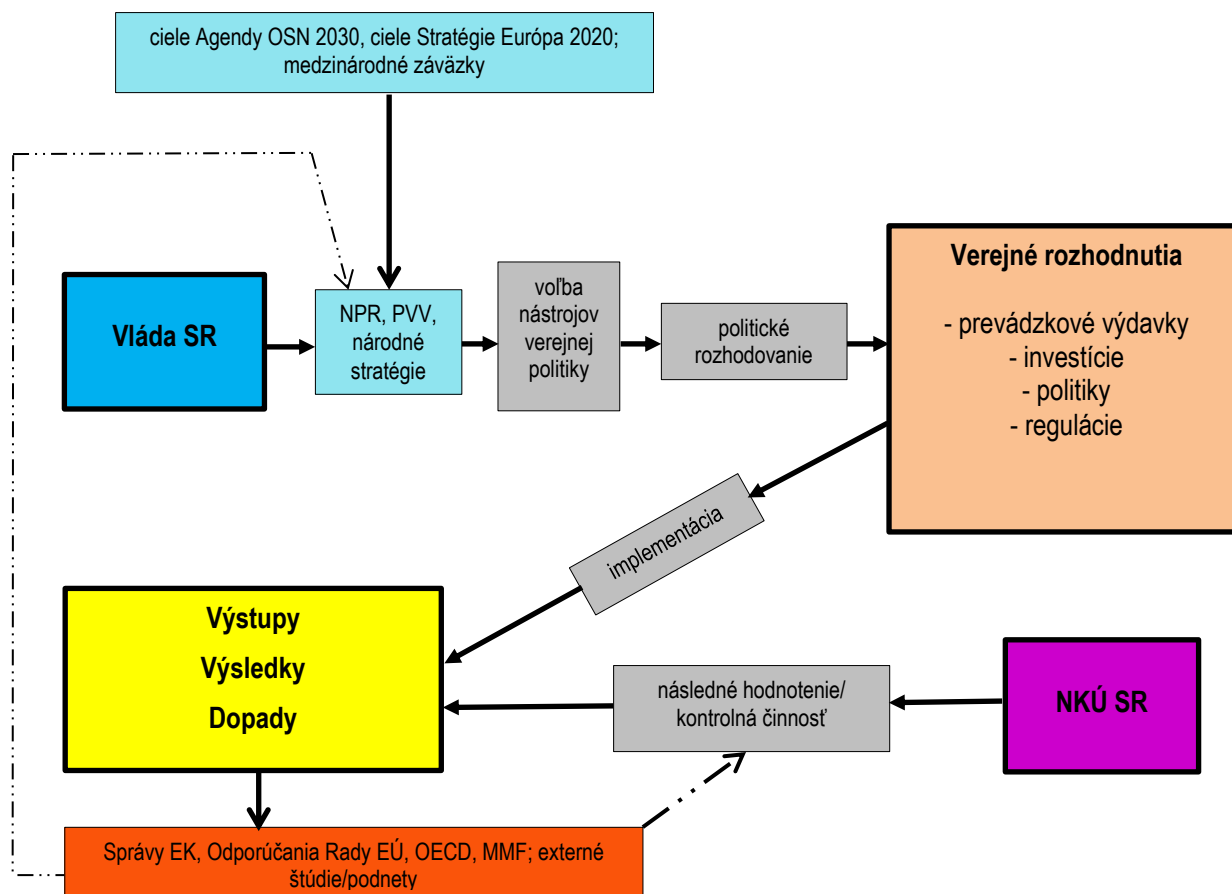 ciele Agendy OSN 2030, ciele Stratégie Európa 2020;
medzinárodné záväzky
Vláda SR
NPR, PVV,
národné
stratégie
voľba
nástrojov
verejnej
politiky
politické
rozhodovanie
Verejné rozhodnutia
- prevádzkové výdavky
- investície
- politiky
- regulácie
implementácia
Výstupy
Výsledky
Dopady
následné hodnotenie/
kontrolná činnosť
NKÚ SR
Správy EK, Odporúčania Rady EÚ, OECD, MMF; externé
štúdie/podnety